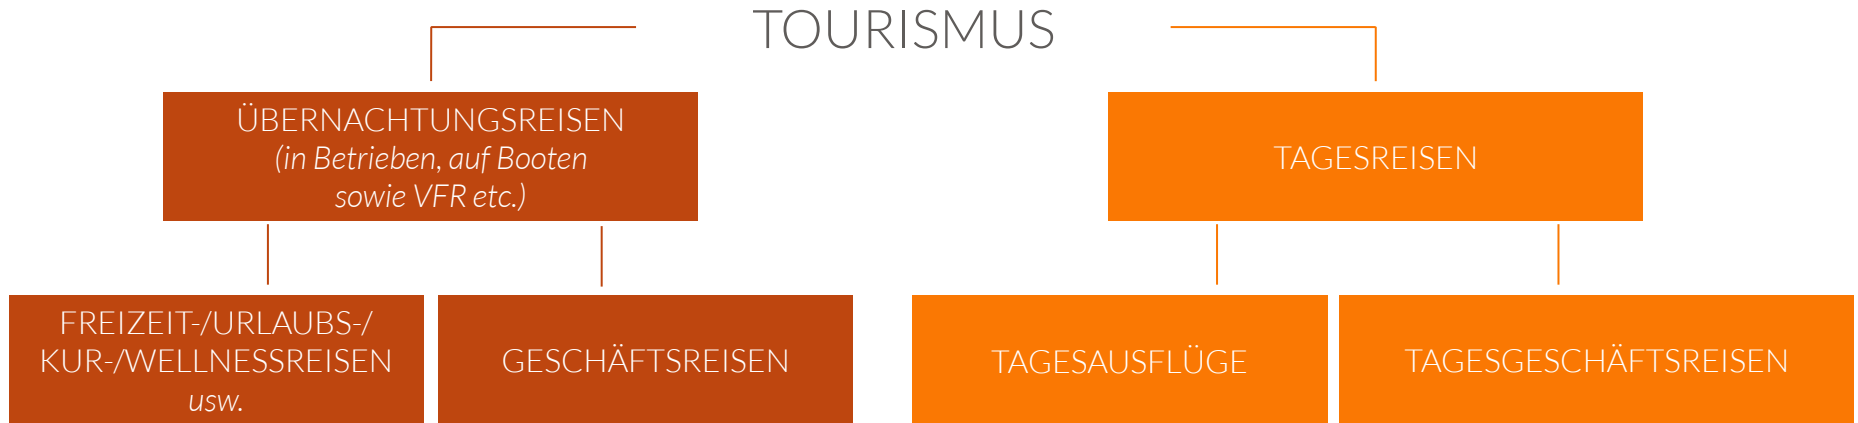 TOURISMUS
ÜBERNACHTUNGSREISEN
(in Betrieben, auf Booten
sowie VFR etc.)
TAGESREISEN
FREIZEIT-/URLAUBS-/
KUR-/WELLNESSREISEN
usw.
GESCHÄFTSREISEN
TAGESAUSFLÜGE
TAGESGESCHÄFTSREISEN